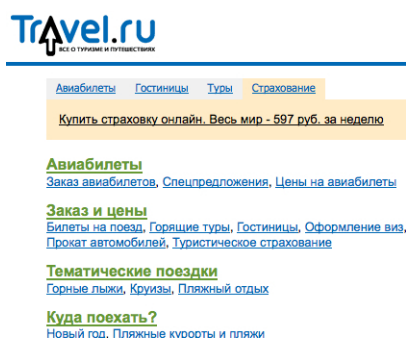 Travel.ru
ВСЕ О ТУРИЗМЕ И ПУТЕШЕСТВИЯХ
Авиабилеты Гостиницы Туры Страхование
Купить страховку онлайн. Весь мир - 597 руб. за неделю
Авиабилеты
Заказ авиабилетов, Спецпредложения, Цены на авиабилеты
Заказ и цены
Билеты на поезд, Горящие туры, Гостиницы, Оформление виз,
Прокат автомобилей, Туристическое страхование
Тематические поездки
Горные лыжи, Круизы, Пляжный отдых
Куда поехать?
Новый год, Пляжные курорты и пляжи